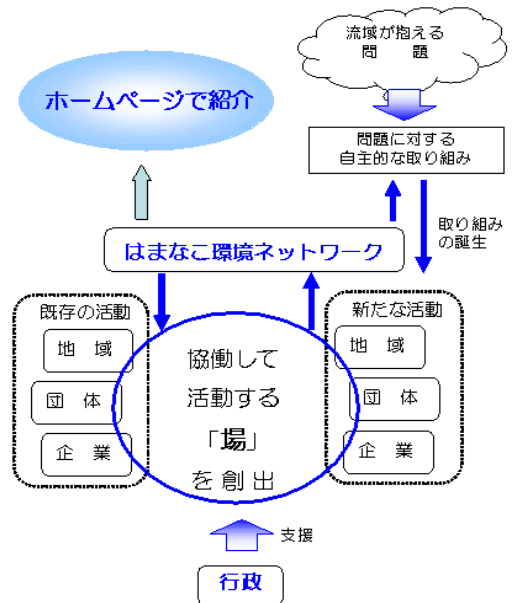 流域が抱える
問 題
ホームページで紹介
問題に対する
自主的な取り組み
取り組み
の誕生
はまなこ環境ネットワーク
既存の活動
地 域
団 体
企 業
協働して
活動する
「場」
を 創 出
新たな活動
地 域
団 体
企 業
支援
行政